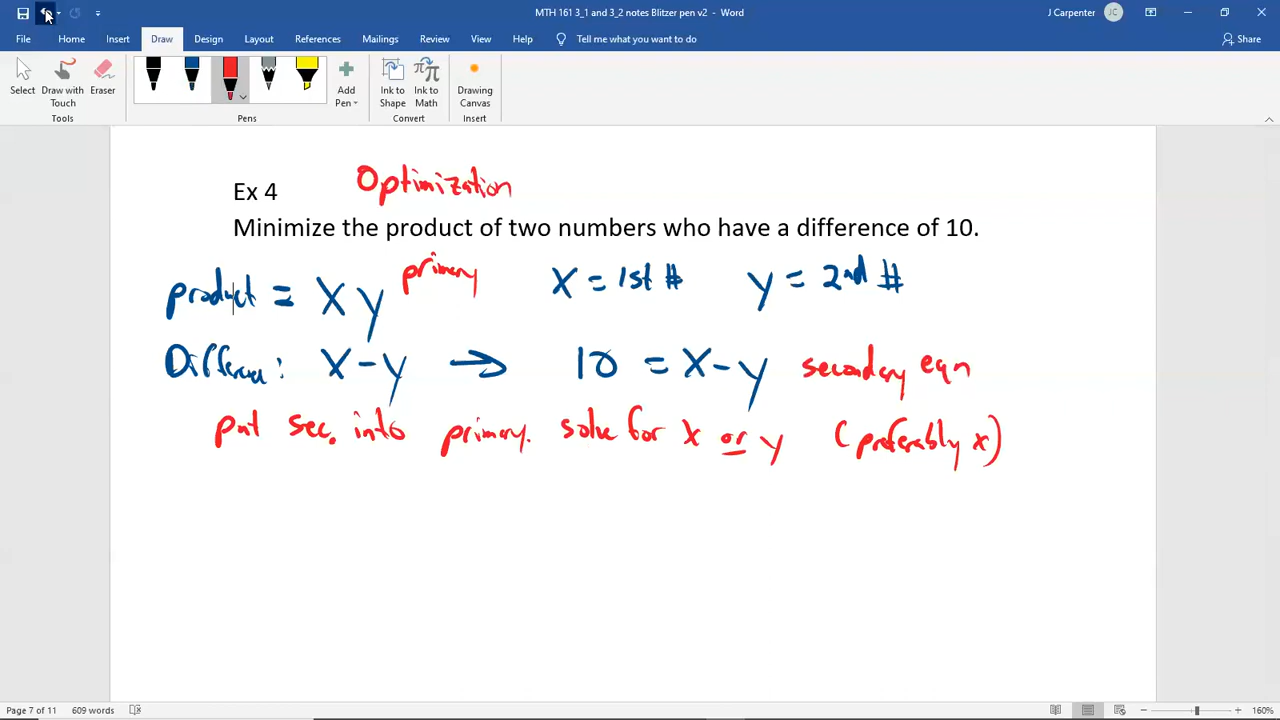 MTH 161 3_1 and 3_2 notes Blitzer pen v2 - Word
J Carpenter JC
File Home Insert Draw Design Layout References Mailings Review View Help Tell me what you want to do Share
Select Draw with Touch Eraser Add Pen Ink to Shape Ink to Math Drawing Canvas
Tools Pens Convert Insert
Ex 4 Optimization
Minimize the product of two numbers who have a difference of 10.
product = xy primary x = 1st # y = 2nd #
Difference: x - y → 10 = x - y secondary eqn
put sec. into primary. solve for x or y (preferably x)
Page 7 of 11 609 words 160%